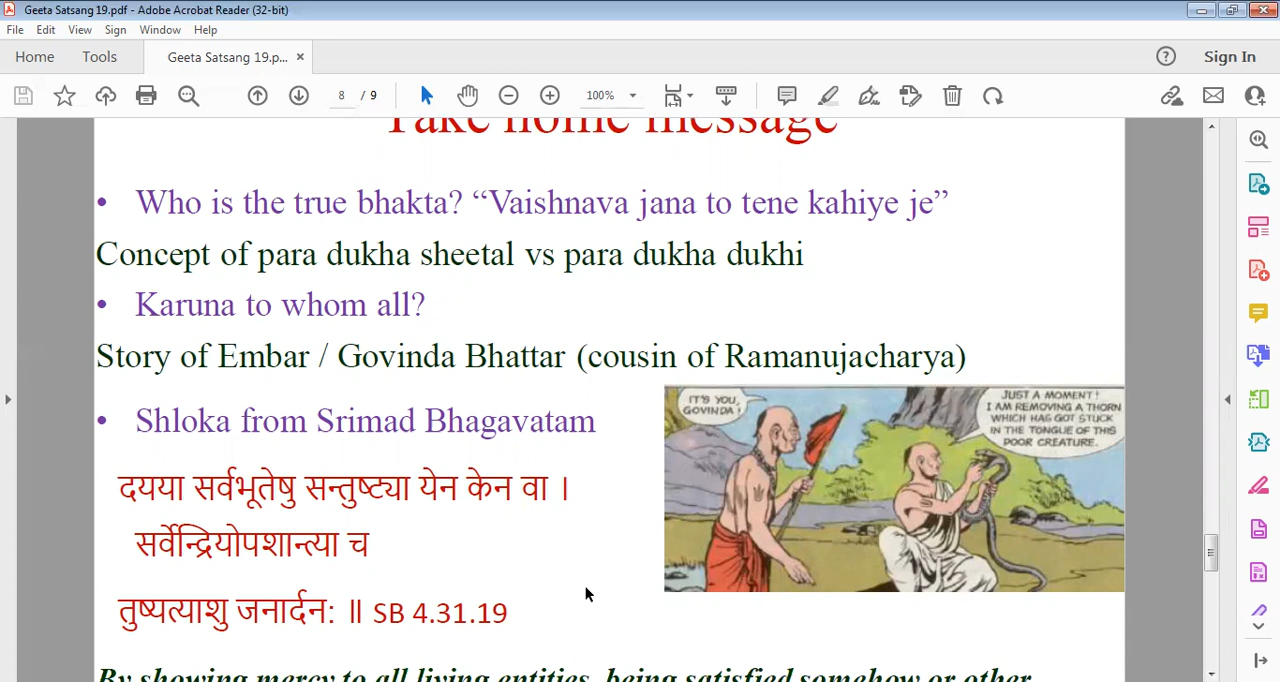 Geeta Satsang 19.pdf - Adobe Acrobat Reader (32-bit)
File Edit View Sign Window Help
Home Tools Geeta Satsang 19.p... × Sign In
8 / 9 100%
Take home message
• Who is the true bhakta? “Vaishnava jana to tene kahiye je”
Concept of para dukha sheetal vs para dukha dukhi
• Karuna to whom all?
Story of Embar / Govinda Bhattar (cousin of Ramanujacharya)
IT'S YOU,
GOVINDA!
JUST A MOMENT!
I AM REMOVING A THORN
WHICH HAS GOT STUCK
IN THE TONGUE OF THIS
POOR CREATURE.
• Shloka from Srimad Bhagavatam
दयया सर्वभूतेषु सन्तुष्ट्या येन केन वा ।
सर्वेन्द्रियोपशान्त्या च
तुष्यत्याशु जनार्दन: ॥ SB 4.31.19
By showing mercy to all living entities, being satisfied somehow or other